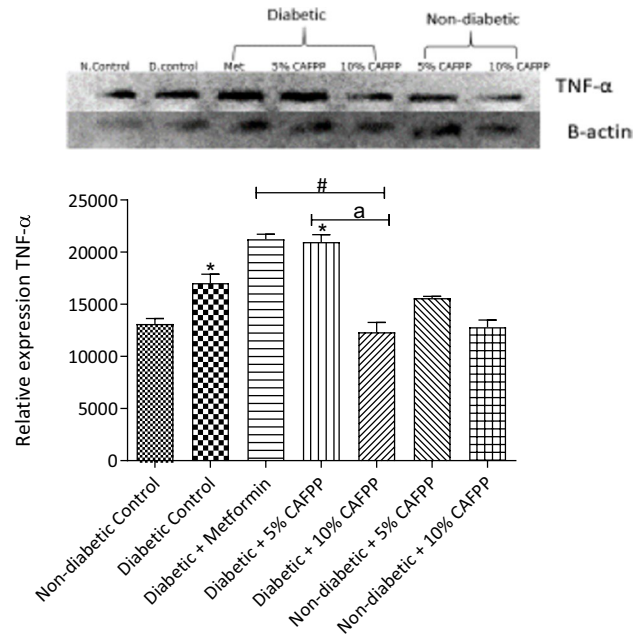 Diabetic
Non-diabetic
N.Control D.control Met 5% CAFPP 10% CAFPP 5% CAFPP 10% CAFPP
TNF-α
B-actin
Relative expression TNF-α
25000
20000
15000
10000
5000
0
#
a
*
*
Non-diabetic Control
Diabetic Control
Diabetic + Metformin
Diabetic + 5% CAFPP
Diabetic + 10% CAFPP
Non-diabetic + 5% CAFPP
Non-diabetic + 10% CAFPP